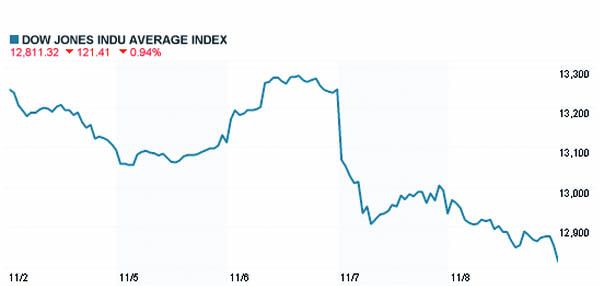 DOW JONES INDU AVERAGE INDEX
12,811.32 ▼ 121.41 ▼ 0.94%
13,300
13,200
13,100
13,000
12,900
11/2 11/5 11/6 11/7 11/8